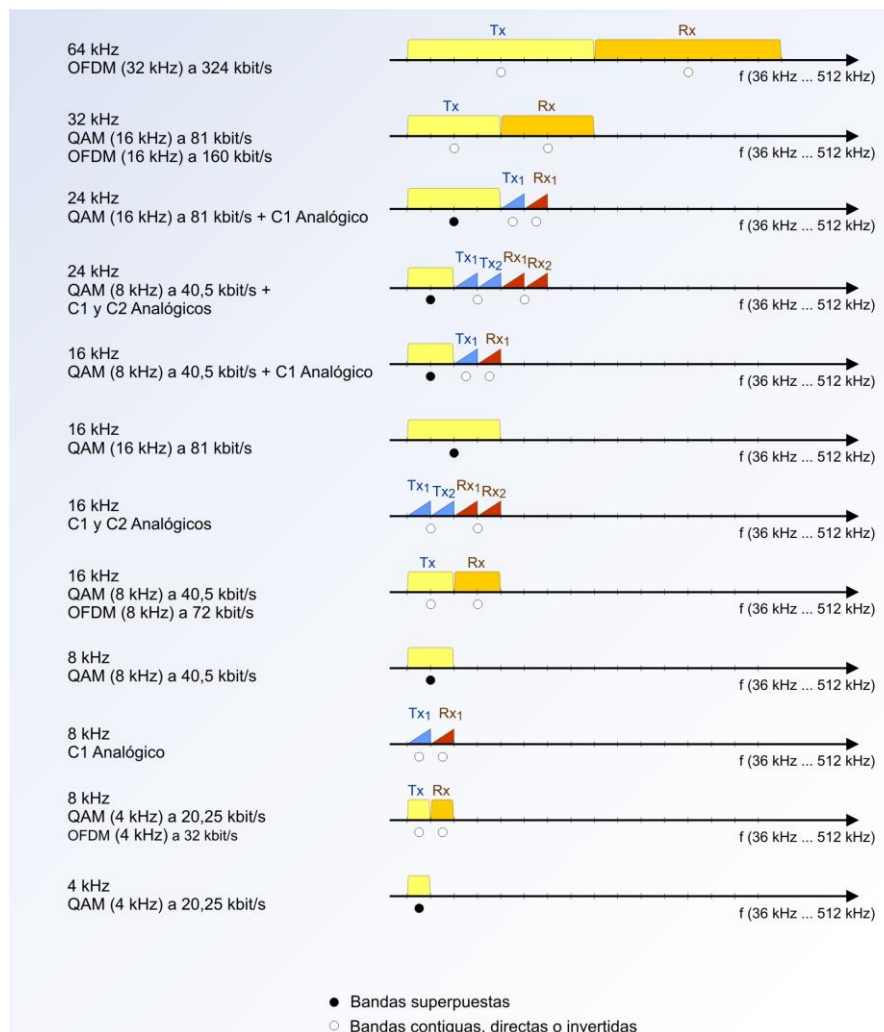 Tx Rx
64 kHz
OFDM (32 kHz) a 324 kbit/s
f (36 kHz ... 512 kHz)
Tx Rx
32 kHz
QAM (16 kHz) a 81 kbit/s
OFDM (16 kHz) a 160 kbit/s
f (36 kHz ... 512 kHz)
Tx1 Rx1
24 kHz
QAM (16 kHz) a 81 kbit/s + C1 Analógico
f (36 kHz ... 512 kHz)
Tx1 Tx2 Rx1 Rx2
24 kHz
QAM (8 kHz) a 40,5 kbit/s +
C1 y C2 Analógicos
f (36 kHz ... 512 kHz)
Tx1 Rx1
16 kHz
QAM (8 kHz) a 40,5 kbit/s + C1 Analógico
f (36 kHz ... 512 kHz)
16 kHz
QAM (16 kHz) a 81 kbit/s
f (36 kHz ... 512 kHz)
Tx1 Tx2 Rx1 Rx2
16 kHz
C1 y C2 Analógicos
f (36 kHz ... 512 kHz)
Tx Rx
16 kHz
QAM (8 kHz) a 40,5 kbit/s
OFDM (8 kHz) a 72 kbit/s
f (36 kHz ... 512 kHz)
8 kHz
QAM (8 kHz) a 40,5 kbit/s
f (36 kHz ... 512 kHz)
Tx1 Rx1
8 kHz
C1 Analógico
f (36 kHz ... 512 kHz)
Tx Rx
8 kHz
QAM (4 kHz) a 20,25 kbit/s
OFDM (4 kHz) a 32 kbit/s
f (36 kHz ... 512 kHz)
4 kHz
QAM (4 kHz) a 20,25 kbit/s
f (36 kHz ... 512 kHz)
Bandas superpuestas
Bandas contiguas, directas o invertidas